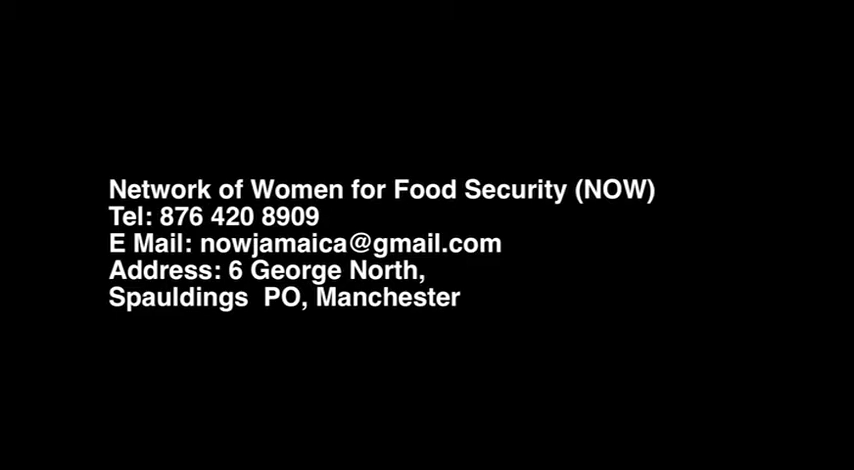 Network of Women for Food Security (NOW)
Tel: 876 420 8909
E Mail: nowjamaica@gmail.com
Address: 6 George North,
Spauldings  PO, Manchester